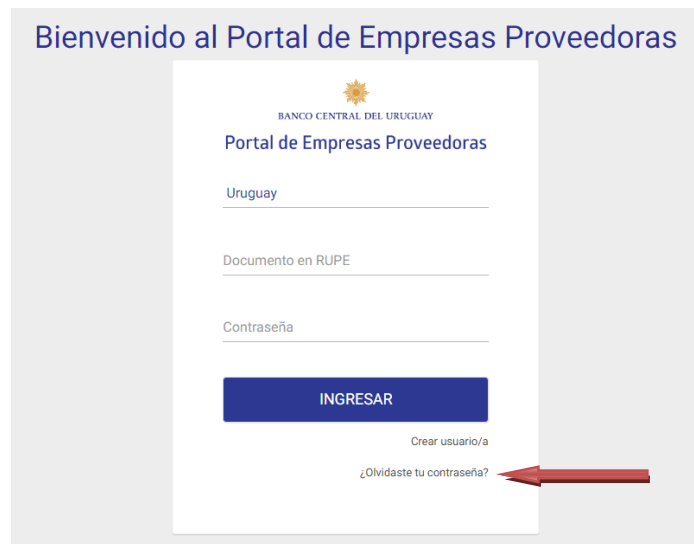 Bienvenido al Portal de Empresas Proveedoras
BANCO CENTRAL DEL URUGUAY
Portal de Empresas Proveedoras
Uruguay
Documento en RUPE
Contraseña
INGRESAR
Crear usuario/a
¿Olvidaste tu contraseña?